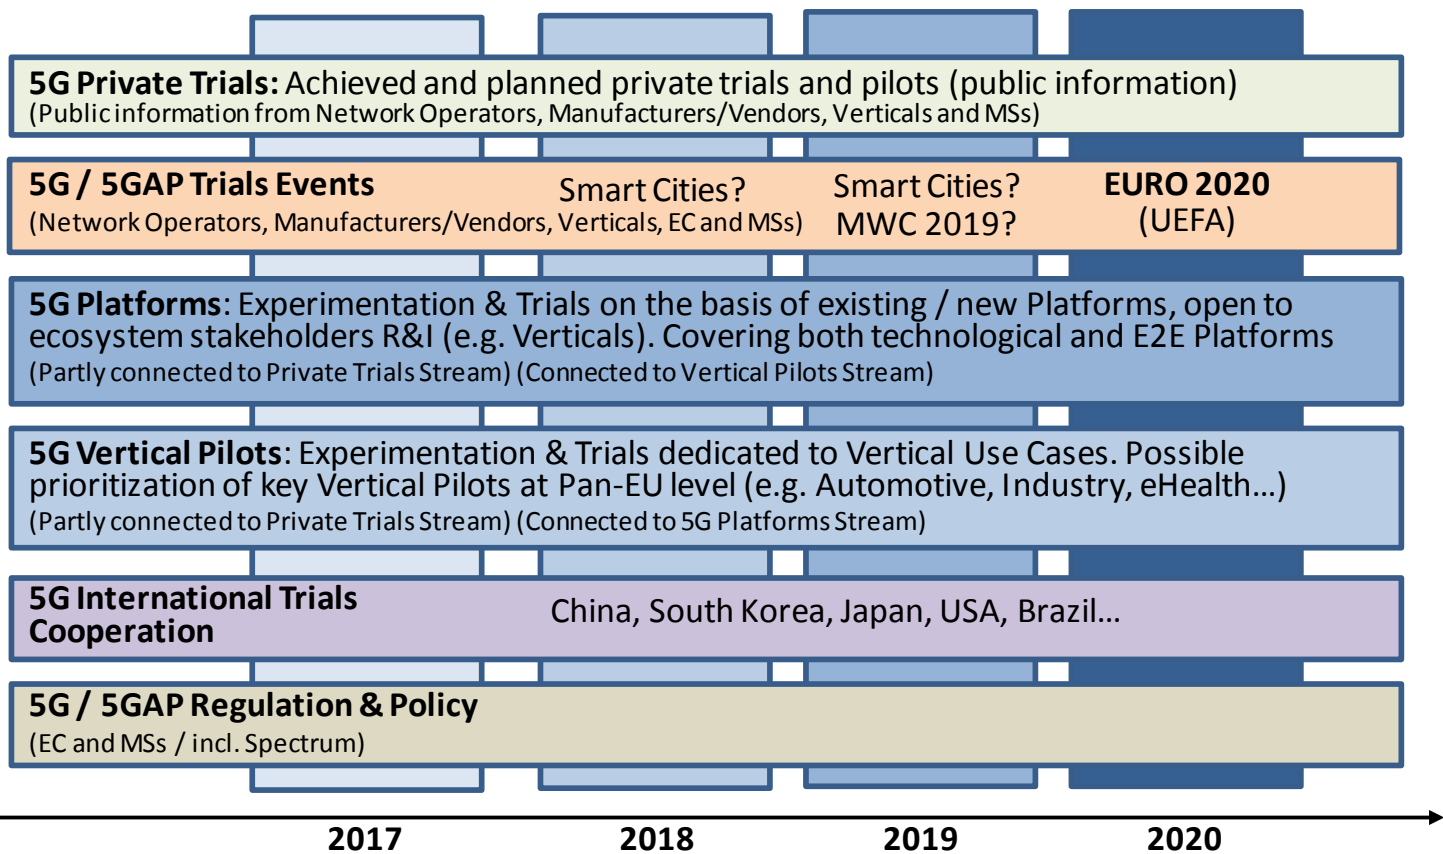 5G Private Trials: Achieved and planned private trials and pilots (public information)
(Public information from Network Operators, Manufacturers/Vendors, Verticals and MSs)
5G / 5GAP Trials Events
(Network Operators, Manufacturers/Vendors, Verticals, EC and MSs)
Smart Cities?
Smart Cities?
MWC 2019?
EURO 2020
(UEFA)
5G Platforms: Experimentation & Trials on the basis of existing / new Platforms, open to
ecosystem stakeholders R&I (e.g. Verticals). Covering both technological and E2E Platforms
(Partly connected to Private Trials Stream) (Connected to Vertical Pilots Stream)
5G Vertical Pilots: Experimentation & Trials dedicated to Vertical Use Cases. Possible
prioritization of key Vertical Pilots at Pan-EU level (e.g. Automotive, Industry, eHealth...)
(Partly connected to Private Trials Stream) (Connected to 5G Platforms Stream)
5G International Trials
Cooperation
China, South Korea, Japan, USA, Brazil...
5G / 5GAP Regulation & Policy
(EC and MSs / incl. Spectrum)
2017 2018 2019 2020